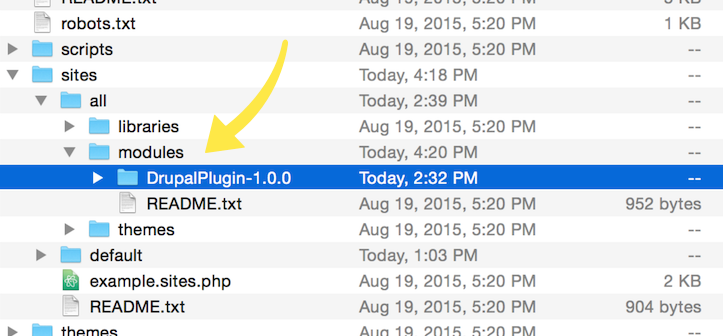 README.txt Aug 19, 2015, 5:20 PM 5 KB
robots.txt Aug 19, 2015, 5:20 PM 1 KB
scripts Aug 19, 2015, 5:20 PM --
sites Today, 4:18 PM --
all Today, 2:39 PM --
libraries Aug 19, 2015, 5:20 PM --
modules Today, 4:20 PM --
DrupalPlugin-1.0.0 Today, 2:32 PM --
README.txt Aug 19, 2015, 5:20 PM 952 bytes
themes Aug 19, 2015, 5:20 PM --
default Today, 1:03 PM --
example.sites.php Aug 19, 2015, 5:20 PM 2 KB
README.txt Aug 19, 2015, 5:20 PM 904 bytes
themes Aug 19, 2015, 5:20 PM --